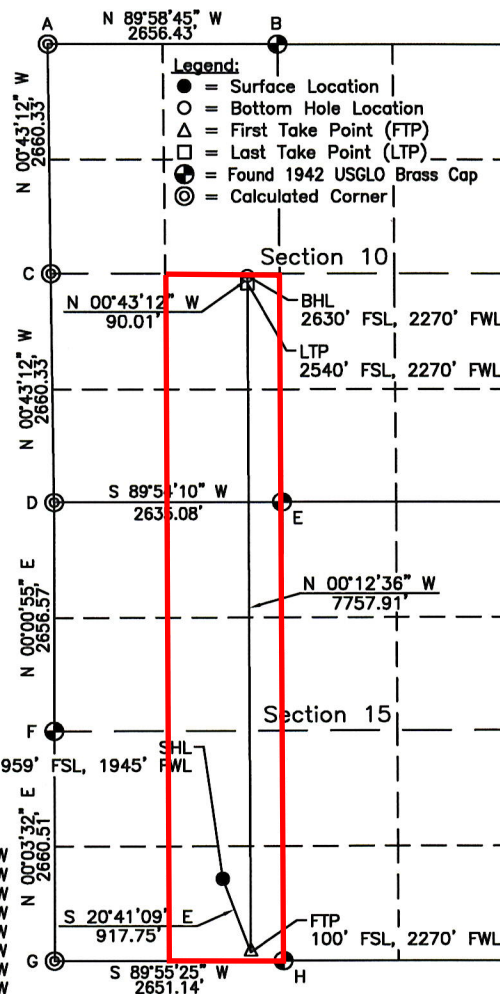 A
N 89°58'45" W
2656.43'
B
Legend:
● = Surface Location
○ = Bottom Hole Location
△ = First Take Point (FTP)
□ = Last Take Point (LTP)
= Found 1942 USGLO Brass Cap
◎ = Calculated Corner
N 00°43'12" W
2660.33'
Section 10
C
N 00°43'12" W
90.01'
BHL
2630' FSL, 2270' FWL
LTP
2540' FSL, 2270' FWL
N 00°43'12" W
2660.33'
D
S 89°54'10" W
2635.08'
E
N 00°12'36" W
7757.91'
N 00°00'55" E
2656.57'
Section 15
F
SHL
959' FSL, 1945' FWL
N 00°03'32" E
2660.51'
W
W
W
W
W
W
W
W
S 20°41'09" E
917.75'
FTP
100' FSL, 2270' FWL
G
S 89°55'25" W
2651.14'
H